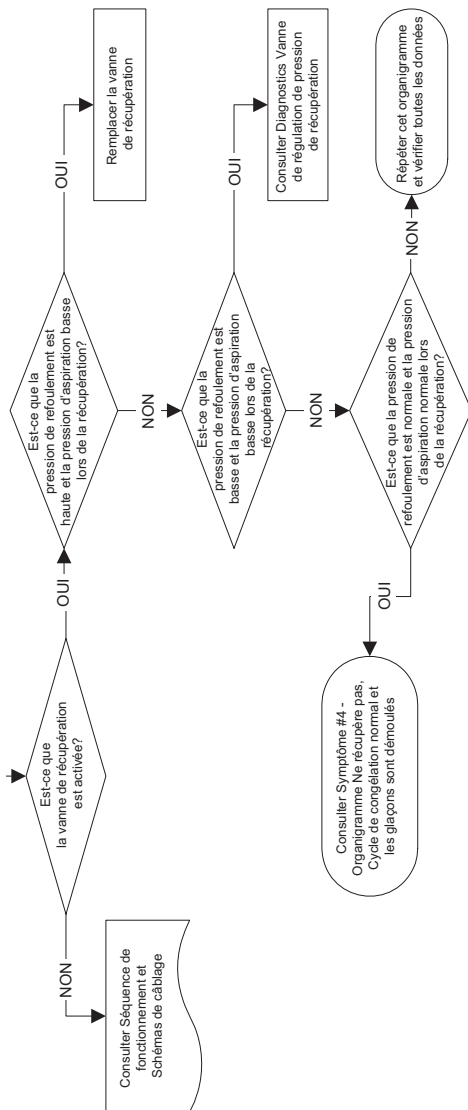 Est-ce que
la vanne de récupération
est activée?
NON
Consulter Séquence de
fonctionnement et
Schémas de câblage
OUI
Est-ce que la
pression de refoulement est
haute et la pression d'aspiration basse
lors de la récupération?
OUI
Remplacer la vanne
de récupération
NON
Est-ce que la
pression de refoulement est
basse et la pression d'aspiration
basse lors de la
récupération?
OUI
Consulter Diagnostics Vanne
de régulation de pression
de récupération
NON
Est-ce que la pression de
refoulement est normale et la pression
d'aspiration normale lors
de la récupération?
OUI
Consulter Symptôme #4 -
Organigramme Ne récupère pas,
Cycle de congélation normal et
les glaçons sont démoulés
NON
Répéter cet organigramme
et vérifier toutes les données